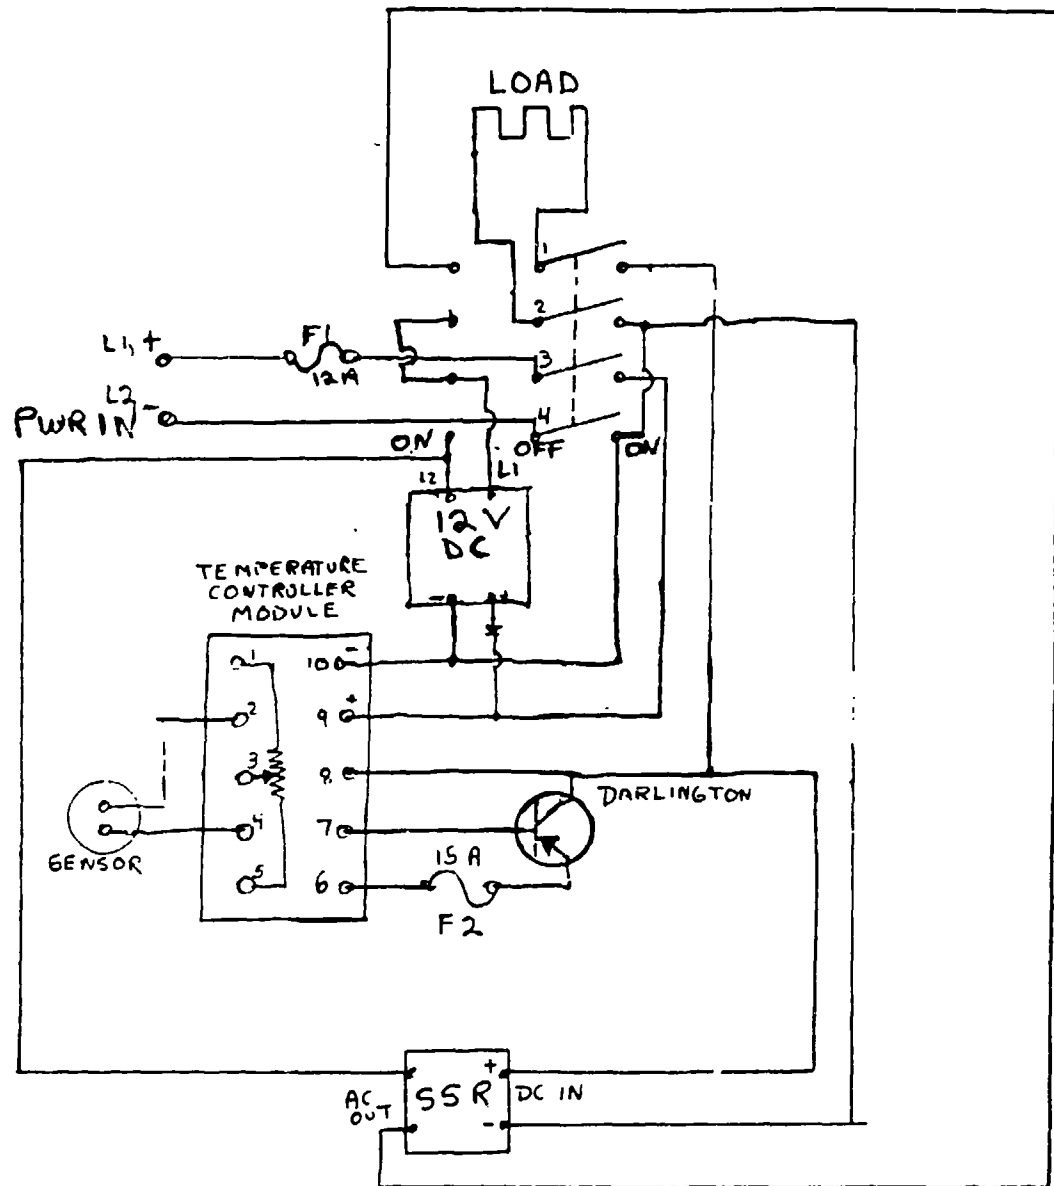 LOAD
1
2
L1, +
F1
12A
3
L2 -
PWR IN
4
ON
OFF
ON
L2
L1
12 V
DC
- +
TEMPERATURE
CONTROLLER
MODULE
1
10 -
2
9 +
3
8
DARLINGTON
4
7
SENSOR
5
6
15 A
F2
AC
OUT
SSR
+
-
DC IN